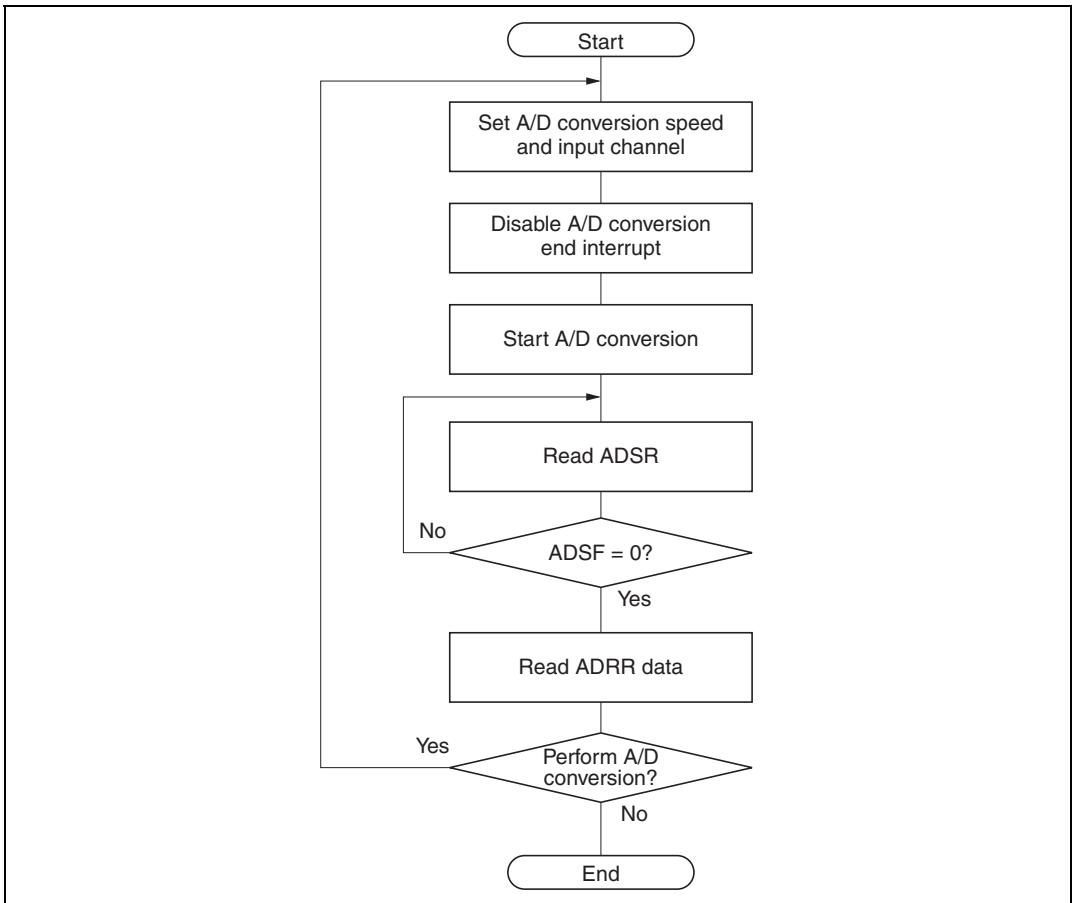 Start
Set A/D conversion speed
and input channel
Disable A/D conversion
end interrupt
Start A/D conversion
Read ADSR
No
ADSF = 0?
Yes
Read ADRR data
Yes
Perform A/D
conversion?
No
End